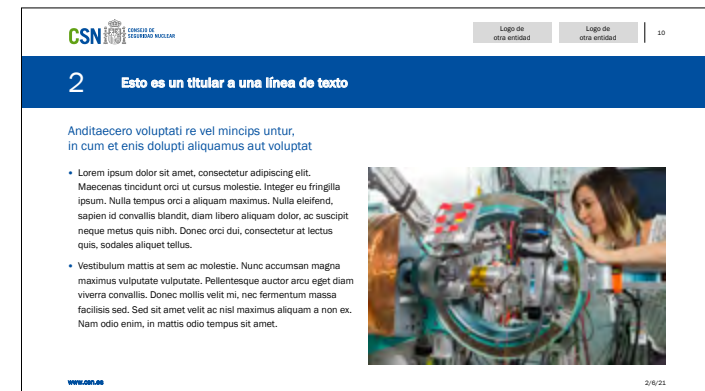 CSN
CONSEJO DE
SEGURIDAD NUCLEAR
Logo de
otra entidad
Logo de
otra entidad
10
2
Esto es un titular a una línea de texto
Anditaecero voluptati re vel mincips untur,
in cum et enis dolupti aliquamus aut voluptat
• Lorem ipsum dolor sit amet, consectetur adipiscing elit.
Maecenas tincidunt orci ut cursus molestie. Integer eu fringilla
ipsum. Nulla tempus orci a aliquam maximus. Nulla eleifend,
sapien id convallis blandit, diam libero aliquam dolor, ac suscipit
neque metus quis nibh. Donec orci dui, consectetur at lectus
quis, sodales aliquet tellus.
• Vestibulum mattis at sem ac molestie. Nunc accumsan magna
maximus vulputate vulputate. Pellentesque auctor arcu eget diam
viverra convallis. Donec mollis velit mi, nec fermentum massa
facilisis sed. Sed sit amet velit ac nisl maximus aliquam a non ex.
Nam odio enim, in mattis odio tempus sit amet.
www.csn.es
2/6/21